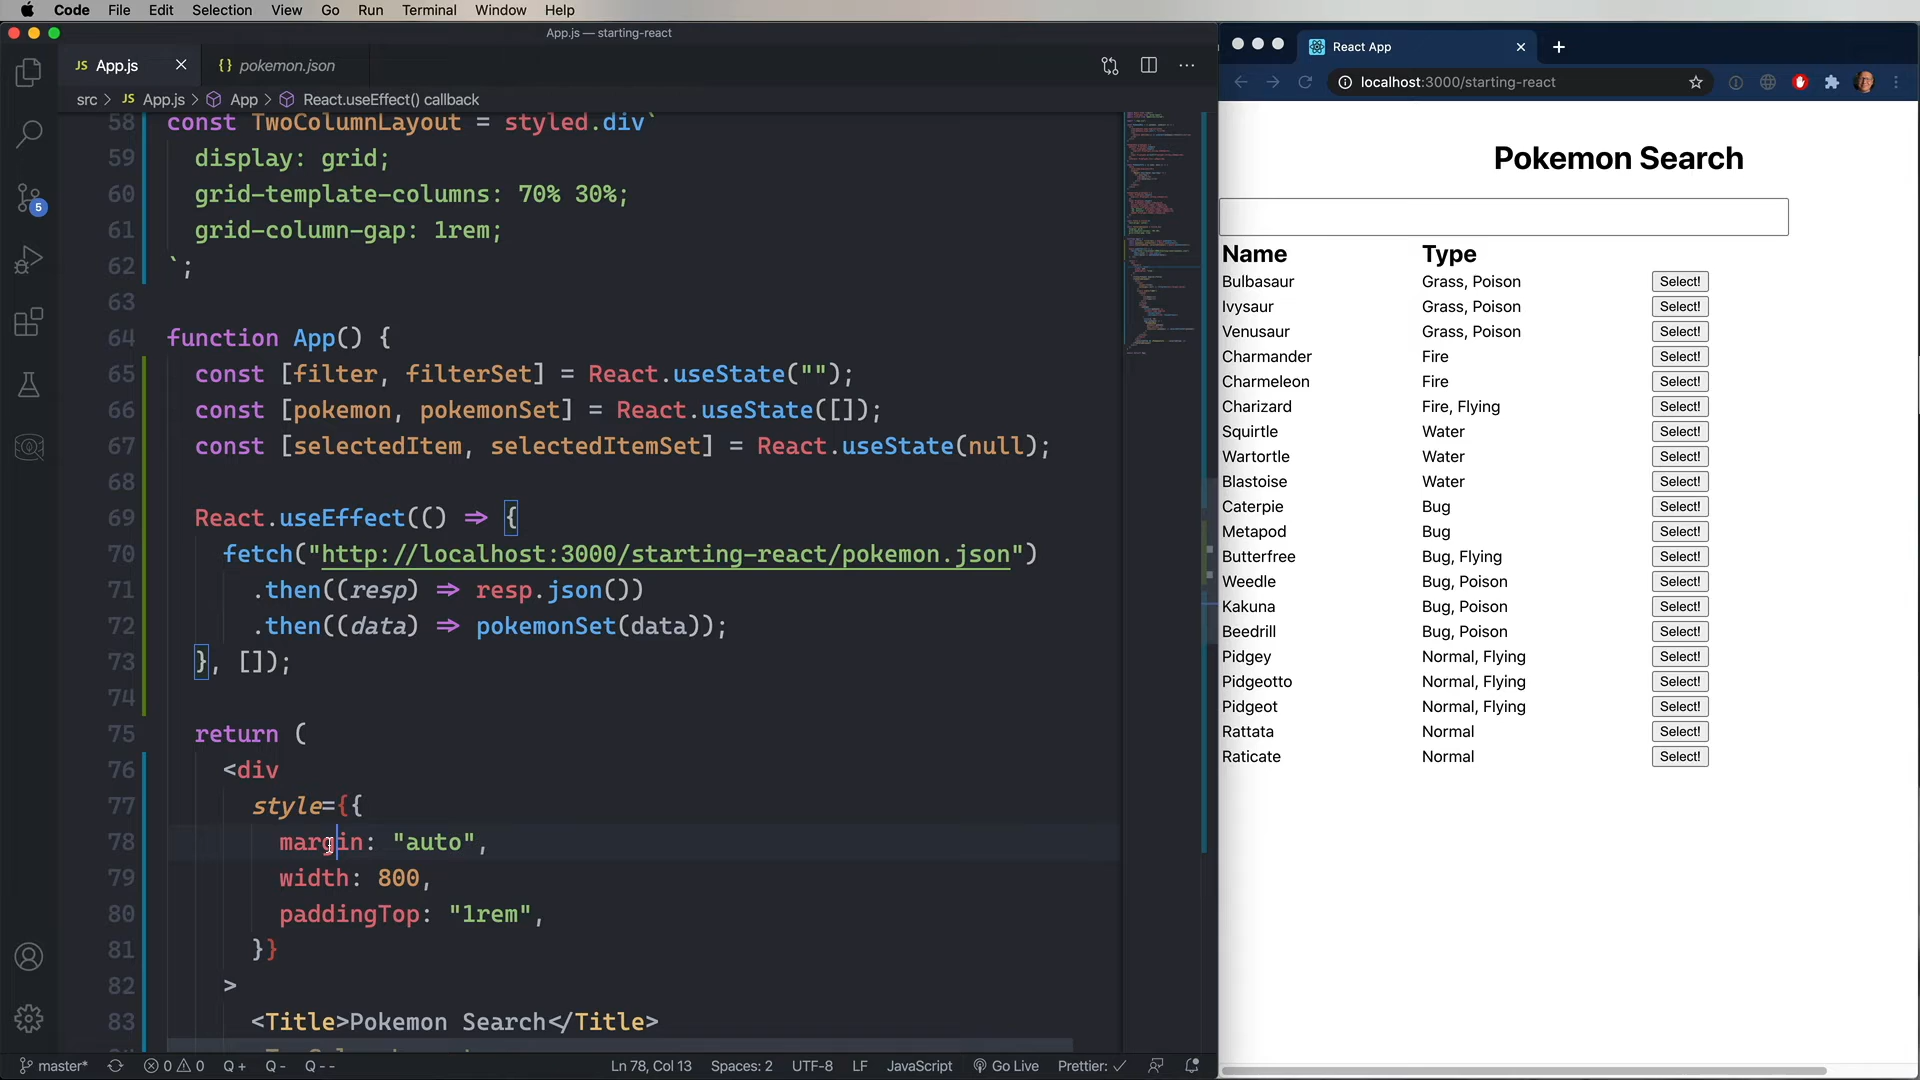 Code File Edit Selection View Go Run Terminal Window Help
App.js — starting-react
JS App.js
{} pokemon.json
src > JS App.js > App > React.useEffect() callback
58 const TwoColumnLayout = styled.div`
59 display: grid;
60 grid-template-columns: 70% 30%;
61 grid-column-gap: 1rem;
62 `;
63
64 function App() {
65 const [filter, filterSet] = React.useState("");
66 const [pokemon, pokemonSet] = React.useState([]);
67 const [selectedItem, selectedItemSet] = React.useState(null);
68
69 React.useEffect(() => {
70 fetch("http://localhost:3000/starting-react/pokemon.json")
71 .then((resp) => resp.json())
72 .then((data) => pokemonSet(data));
73 }, []);
74
75 return (
76 <div
77 style={{
78 margin: "auto",
79 width: 800,
80 paddingTop: "1rem",
81 }}
82 >
83 <Title>Pokemon Search</Title>
5
master* 0 0 Q + Q - Q - - Ln 78, Col 13 Spaces: 2 UTF-8 LF JavaScript Go Live Prettier: ✓
React App
localhost:3000/starting-react
Pokemon Search
Name Type
Bulbasaur Grass, Poison Select!
Ivysaur Grass, Poison Select!
Venusaur Grass, Poison Select!
Charmander Fire Select!
Charmeleon Fire Select!
Charizard Fire, Flying Select!
Squirtle Water Select!
Wartortle Water Select!
Blastoise Water Select!
Caterpie Bug Select!
Metapod Bug Select!
Butterfree Bug, Flying Select!
Weedle Bug, Poison Select!
Kakuna Bug, Poison Select!
Beedrill Bug, Poison Select!
Pidgey Normal, Flying Select!
Pidgeotto Normal, Flying Select!
Pidgeot Normal, Flying Select!
Rattata Normal Select!
Raticate Normal Select!